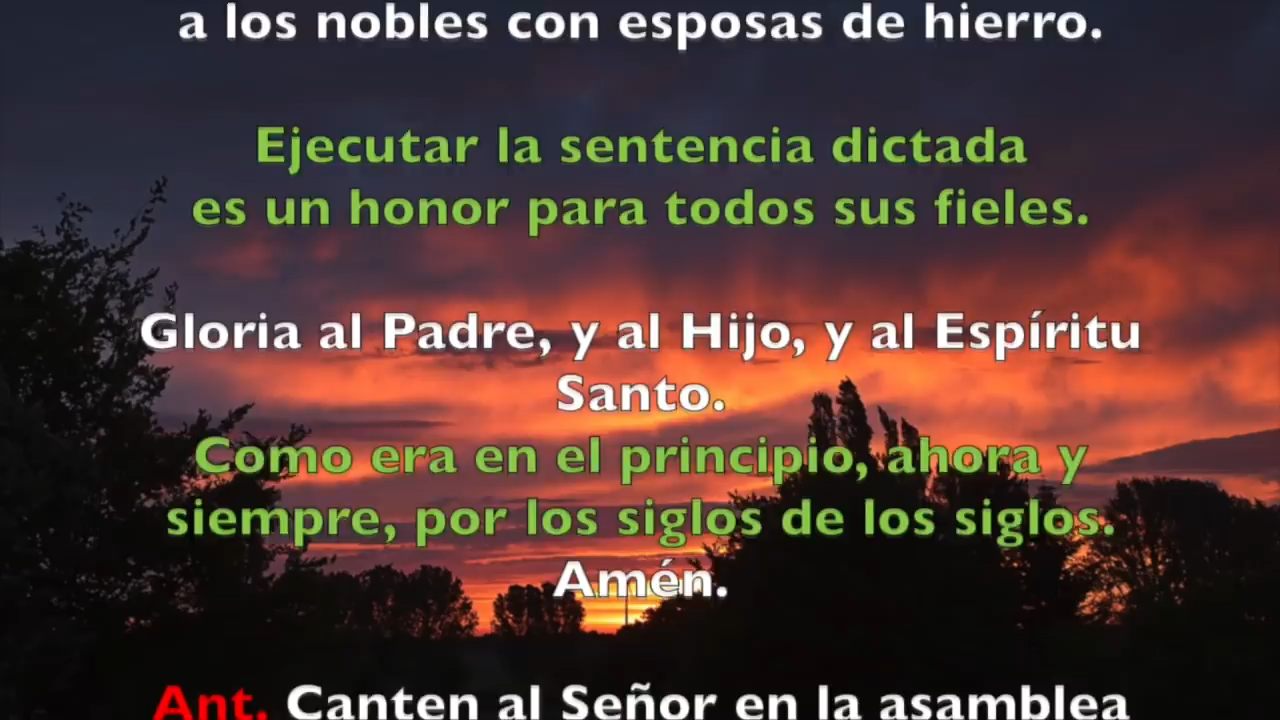 a los nobles con esposas de hierro.
Ejecutar la sentencia dictada
es un honor para todos sus fieles.
Gloria al Padre, y al Hijo, y al Espíritu
Santo.
Como era en el principio, ahora y
siempre, por los siglos de los siglos.
Amén.
Ant. Canten al Señor en la asamblea